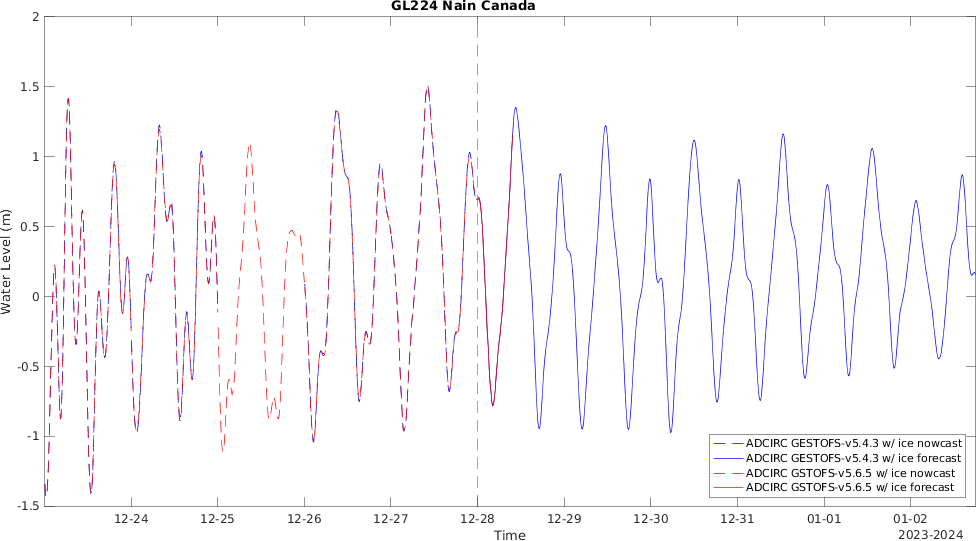 GL224 Nain Canada
2
1.5
1
0.5
0
-0.5
-1
-1.5
Water Level (m)
12-24 12-25 12-26 12-27 12-28 12-29 12-30 12-31 01-01 01-02
Time
2023-2024
ADCIRC GESTOFS-v5.4.3 w/ ice nowcast
ADCIRC GESTOFS-v5.4.3 w/ ice forecast
ADCIRC GSTOFS-v5.6.5 w/ ice nowcast
ADCIRC GSTOFS-v5.6.5 w/ ice forecast